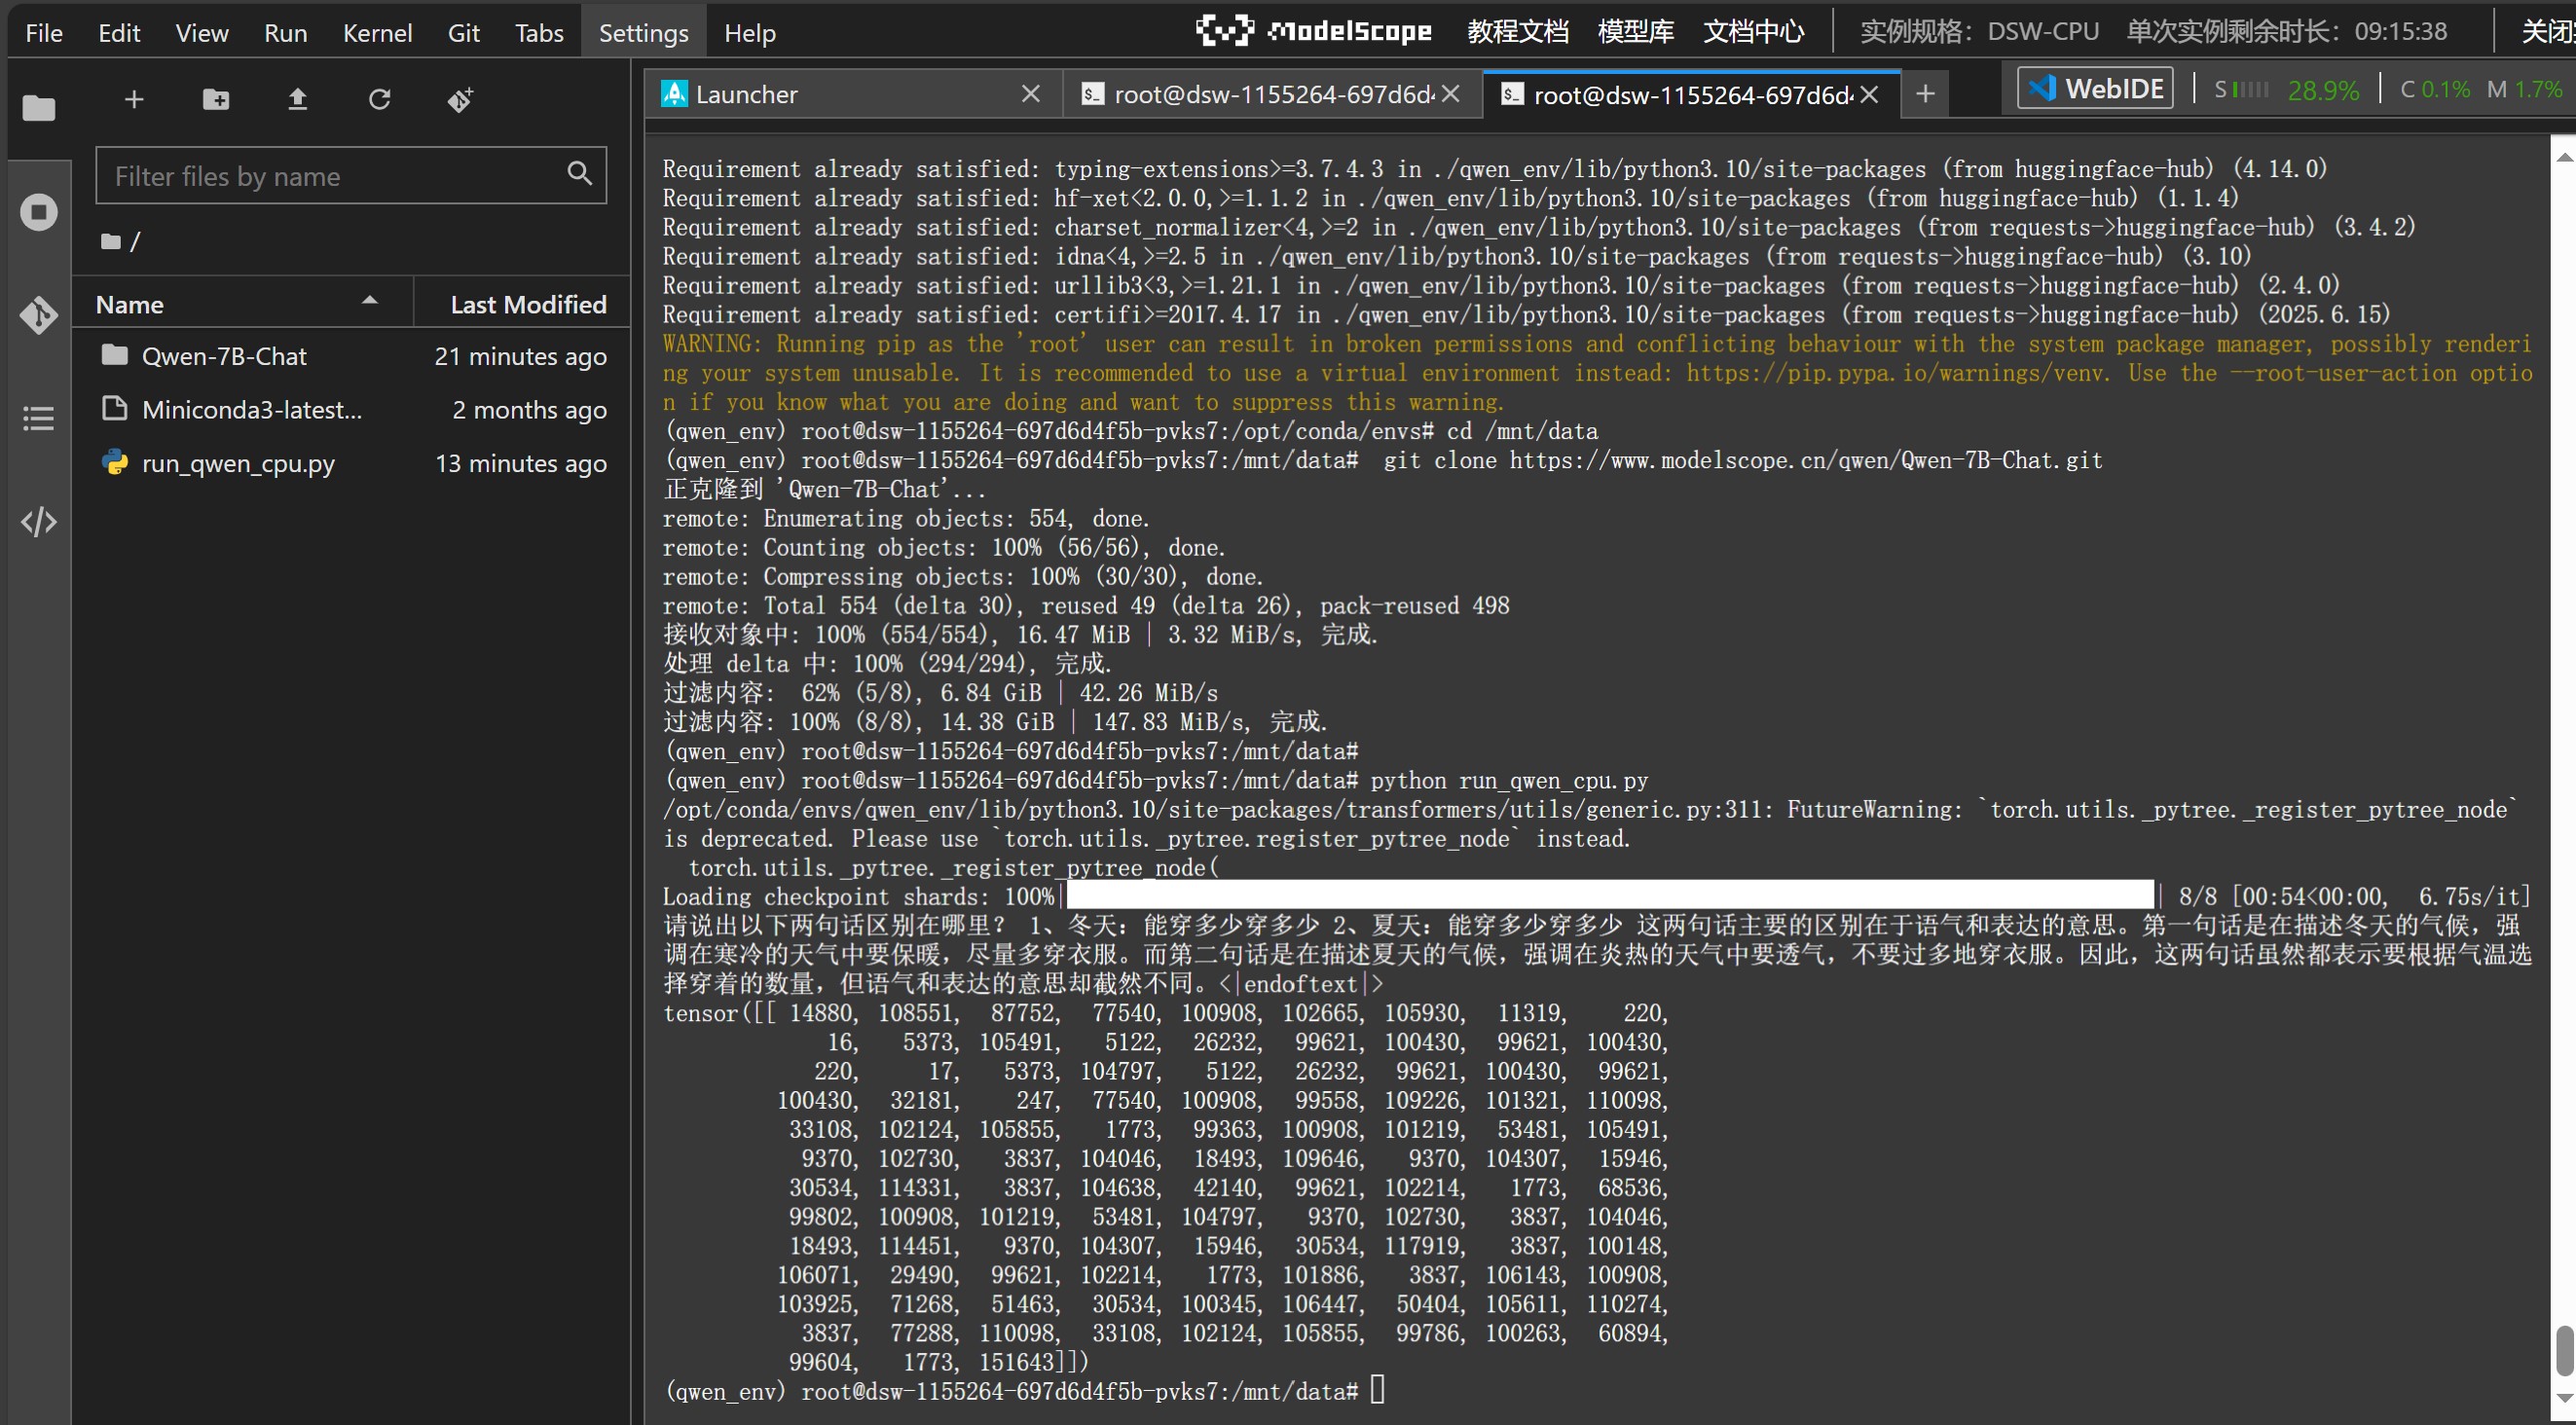 File Edit View Run Kernel Git Tabs Settings Help
ModelScope 教程文档 模型库 文档中心 实例规格: DSW-CPU 单次实例剩余时长: 09:15:38
Launcher
root@dsw-1155264-697d6d
root@dsw-1155264-697d6d
WebIDE S 28.9% C 0.1% M 1.7%
Filter files by name
/
Name Last Modified
Qwen-7B-Chat 21 minutes ago
Miniconda3-latest... 2 months ago
run_qwen_cpu.py 13 minutes ago
Requirement already satisfied: typing-extensions>=3.7.4.3 in ./qwen_env/lib/python3.10/site-packages (from huggingface-hub) (4.14.0)
Requirement already satisfied: hf-xet<2.0.0,>=1.1.2 in ./qwen_env/lib/python3.10/site-packages (from huggingface-hub) (1.1.4)
Requirement already satisfied: charset_normalizer<4,>=2 in ./qwen_env/lib/python3.10/site-packages (from requests->huggingface-hub) (3.4.2)
Requirement already satisfied: idna<4,>=2.5 in ./qwen_env/lib/python3.10/site-packages (from requests->huggingface-hub) (3.10)
Requirement already satisfied: urllib3<3,>=1.21.1 in ./qwen_env/lib/python3.10/site-packages (from requests->huggingface-hub) (2.4.0)
Requirement already satisfied: certifi>=2017.4.17 in ./qwen_env/lib/python3.10/site-packages (from requests->huggingface-hub) (2025.6.15)
WARNING: Running pip as the 'root' user can result in broken permissions and conflicting behaviour with the system package manager, possibly renderi
ng your system unusable. It is recommended to use a virtual environment instead: https://pip.pypa.io/warnings/venv. Use the --root-user-action optio
n if you know what you are doing and want to suppress this warning.
(qwen_env) root@dsw-1155264-697d6d4f5b-pvks7:/opt/conda/envs# cd /mnt/data
(qwen_env) root@dsw-1155264-697d6d4f5b-pvks7:/mnt/data#  git clone https://www.modelscope.cn/qwen/Qwen-7B-Chat.git
正克隆到 'Qwen-7B-Chat'...
remote: Enumerating objects: 554, done.
remote: Counting objects: 100% (56/56), done.
remote: Compressing objects: 100% (30/30), done.
remote: Total 554 (delta 30), reused 49 (delta 26), pack-reused 498
接收对象中: 100% (554/554), 16.47 MiB | 3.32 MiB/s, 完成.
处理 delta 中: 100% (294/294), 完成.
过滤内容:  62% (5/8), 6.84 GiB | 42.26 MiB/s
过滤内容: 100% (8/8), 14.38 GiB | 147.83 MiB/s, 完成.
(qwen_env) root@dsw-1155264-697d6d4f5b-pvks7:/mnt/data#
(qwen_env) root@dsw-1155264-697d6d4f5b-pvks7:/mnt/data# python run_qwen_cpu.py
/opt/conda/envs/qwen_env/lib/python3.10/site-packages/transformers/utils/generic.py:311: FutureWarning: `torch.utils._pytree._register_pytree_node`
is deprecated. Please use `torch.utils._pytree.register_pytree_node` instead.
  torch.utils._pytree._register_pytree_node(
Loading checkpoint shards: 100%| | 8/8 [00:54<00:00,  6.75s/it]
请说出以下两句话区别在哪里？ 1、冬天：能穿多少穿多少 2、夏天：能穿多少穿多少 这两句话主要的区别在于语气和表达的意思。第一句话是在描述冬天的气候，强
调在寒冷的天气中要保暖，尽量多穿衣服。而第二句话是在描述夏天的气候，强调在炎热的天气中要透气，不要过多地穿衣服。因此，这两句话虽然都表示要根据气温选
择穿着的数量，但语气和表达的意思却截然不同。<|endoftext|>
tensor([[ 14880, 108551,  87752,  77540, 100908, 102665, 105930,  11319,    220,
            16,   5373, 105491,   5122,  26232,  99621, 100430,  99621, 100430,
           220,     17,   5373, 104797,   5122,  26232,  99621, 100430,  99621,
        100430,  32181,    247,  77540, 100908,  99558, 109226, 101321, 110098,
         33108, 102124, 105855,   1773,  99363, 100908, 101219,  53481, 105491,
          9370, 102730,   3837, 104046,  18493, 109646,   9370, 104307,  15946,
         30534, 114331,   3837, 104638,  42140,  99621, 102214,   1773,  68536,
         99802, 100908, 101219,  53481, 104797,   9370, 102730,   3837, 104046,
         18493, 114451,   9370, 104307,  15946,  30534, 117919,   3837, 100148,
        106071,  29490,  99621, 102214,   1773, 101886,   3837, 106143, 100908,
        103925,  71268,  51463,  30534, 100345, 106447,  50404, 105611, 110274,
          3837,  77288, 110098,  33108, 102124, 105855,  99786, 100263,  60894,
         99604,   1773, 151643]])
(qwen_env) root@dsw-1155264-697d6d4f5b-pvks7:/mnt/data#